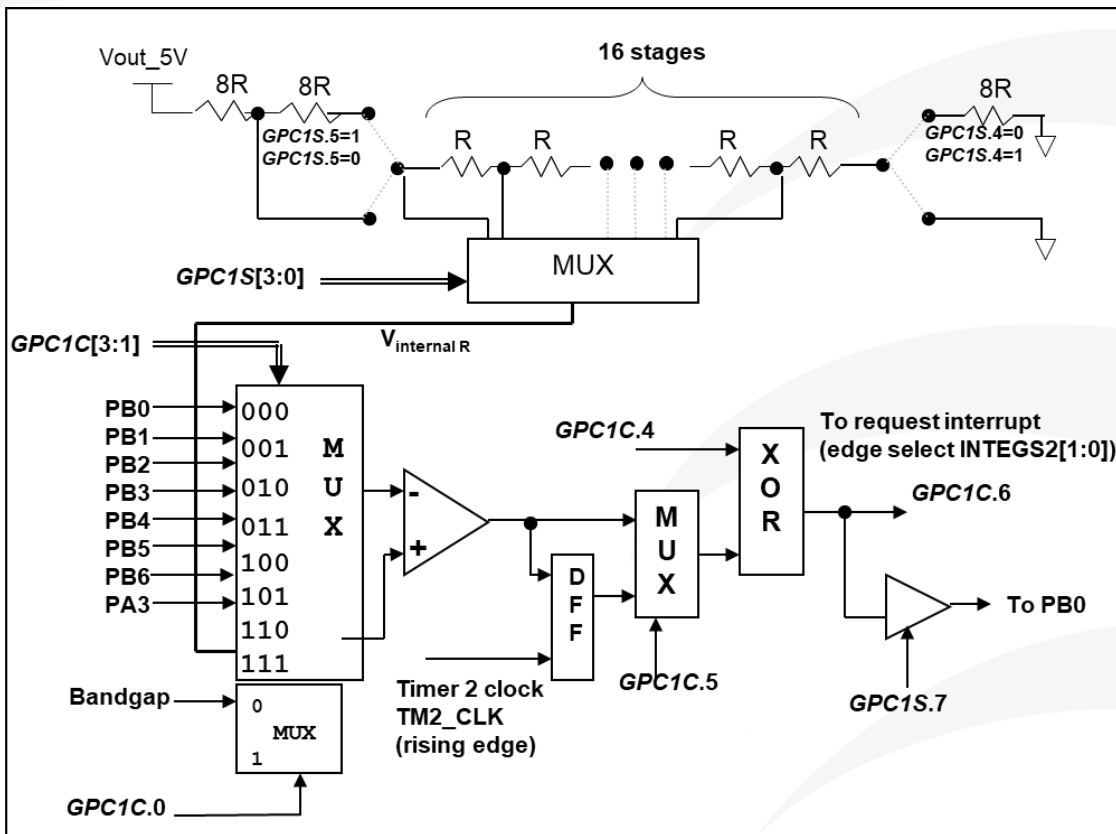 16 stages
Vout_5V
8R
8R
GPC1S.5=1
GPC1S.5=0
R
R
R
R
8R
GPC1S.4=0
GPC1S.4=1
MUX
GPC1S[3:0]
Vinternal R
GPC1C[3:1]
PB0
PB1
PB2
PB3
PB4
PB5
PB6
PA3
000
001
010
011
100
101
110
111
M
U
X
-
+
D
F
F
M
U
X
X
O
R
GPC1C.4
To request interrupt
(edge select INTEGS2[1:0])
GPC1C.6
To PB0
GPC1C.5
GPC1S.7
Timer 2 clock
TM2_CLK
(rising edge)
Bandgap
0
MUX
1
GPC1C.0